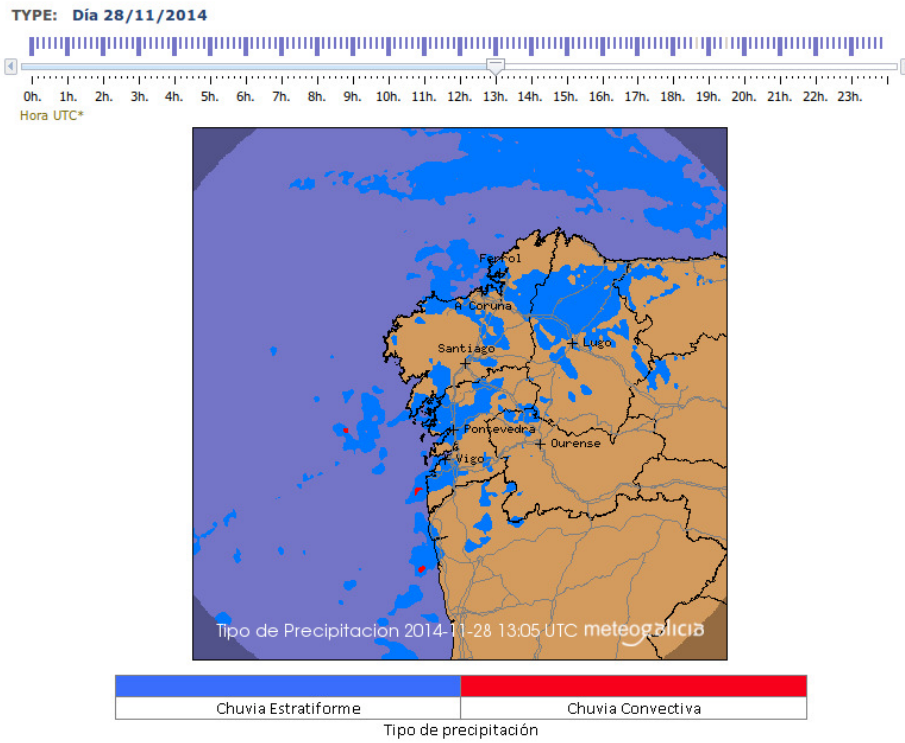 TYPE: Día 28/11/2014
0h. 1h. 2h. 3h. 4h. 5h. 6h. 7h. 8h. 9h. 10h. 11h. 12h. 13h. 14h. 15h. 16h. 17h. 18h. 19h. 20h. 21h. 22h. 23h.
Hora UTC*
Ferrol
A Coruna
Lugo
Santiago
Pontevedra
Ourense
Vigo
Tipo de Precipitacion 2014-11-28 13:05 UTC meteogalicia
Chuvia Estratiforme Chuvia Convectiva
Tipo de precipitación